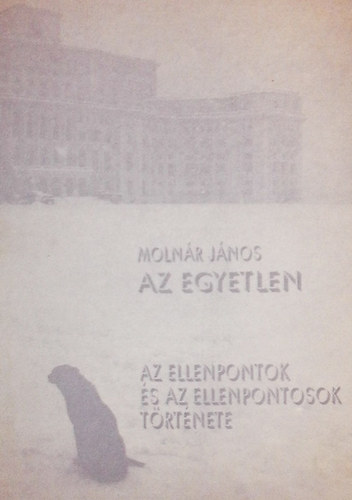 MOLNÁR JÁNOS
AZ EGYETLEN
AZ ELLENPONTOK
ÉS AZ ELLENPONTOSOK
TÖRTÉNETE